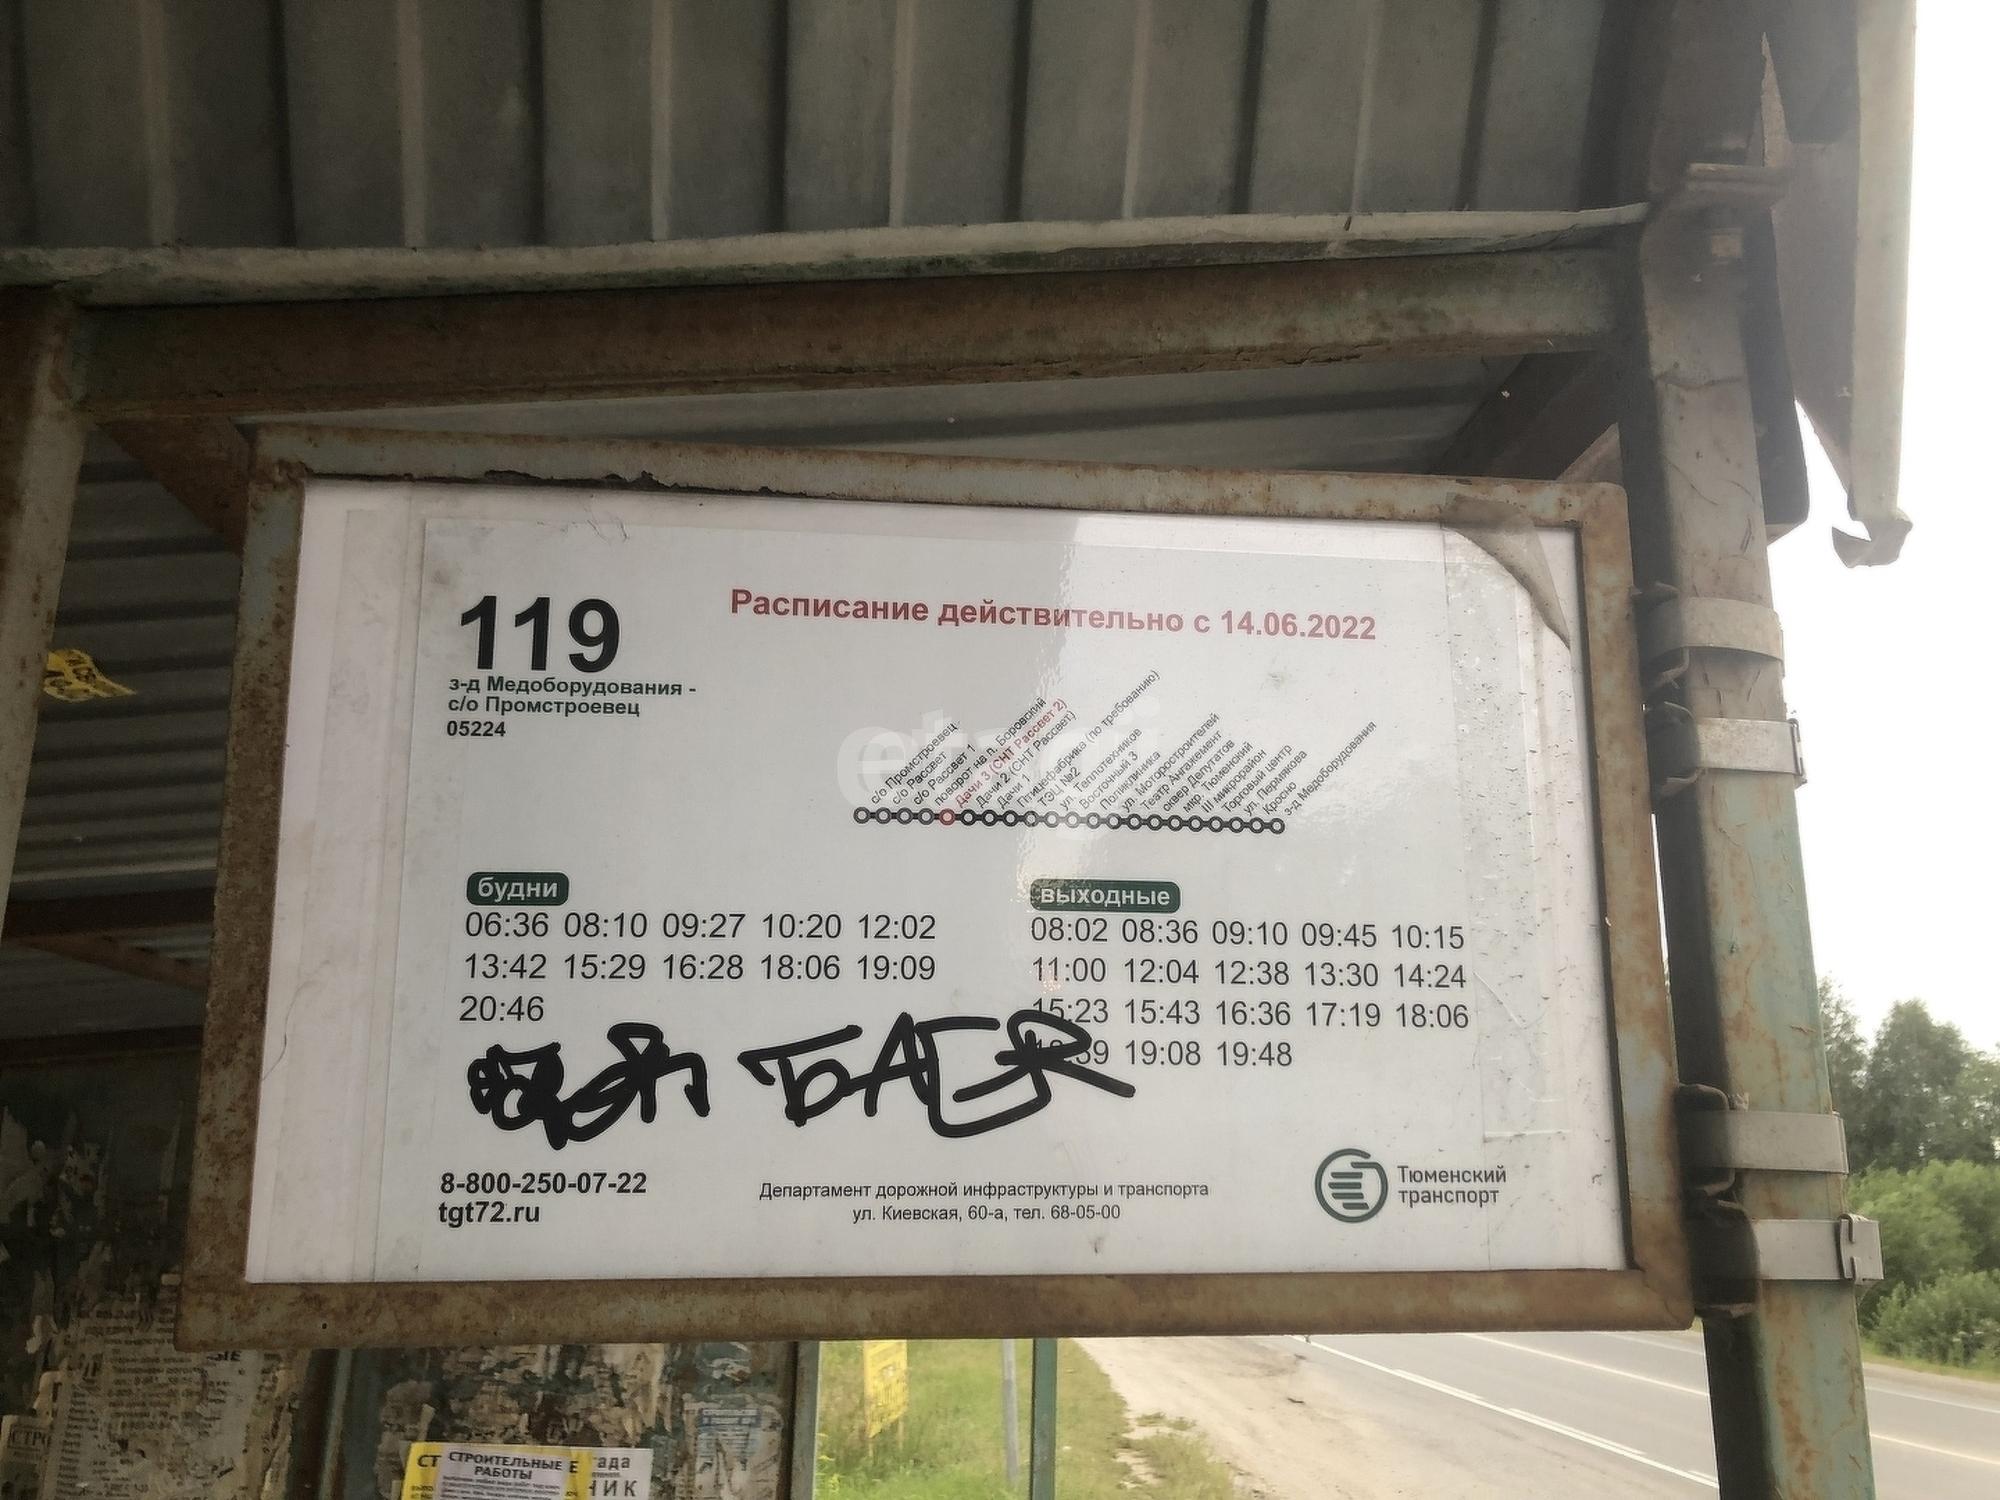 119
з-д Медоборудования -
с/о Промстроевец
05224
Расписание действительно с 14.06.2022
с/о Промстроевец
с/о Рассвет
с/о Рассвет 1
поворот на п. Боровский
Дачи 3 (СНТ Рассвет 2)
Дачи 2 (СНТ Рассвет)
Дачи 1
Птицефабрика (по требованию)
ТЭЦ №2
ул. Теплотехников
Восточный 3
Поликлиника
ул. Моторостроителей
Театр Ангажемент
сквер Депутатов
мкр. Тюменский
III микрорайон
Торговый центр
ул. Пермякова
Кросно
з-д Медоборудования
будни
06:36 08:10 09:27 10:20 12:02
13:42 15:29 16:28 18:06 19:09
20:46
выходные
08:02 08:36 09:10 09:45 10:15
11:00 12:04 12:38 13:30 14:24
15:23 15:43 16:36 17:19 18:06
19:08 19:48
8-800-250-07-22
tgt72.ru
Департамент дорожной инфраструктуры и транспорта
ул. Киевская, 60-а, тел. 68-05-00
Тюменский
транспорт
СТРОИТЕЛЬНЫЕ
РАБОТЫ